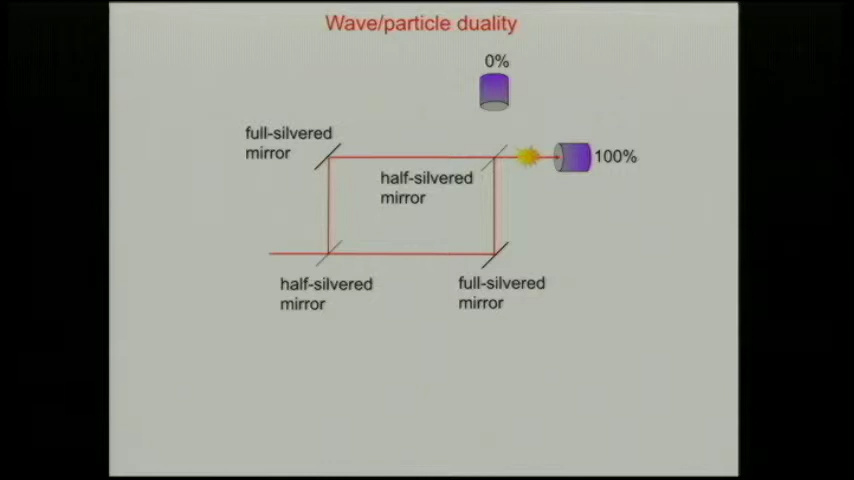 Wave/particle duality
0%
full-silvered
mirror
100%
half-silvered
mirror
half-silvered
mirror
full-silvered
mirror